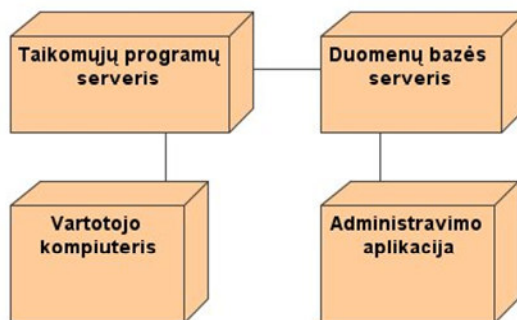 Taikomųjų programų
serveris
Duomenų bazės
serveris
Vartotojo
kompiuteris
Administravimo
aplikacija